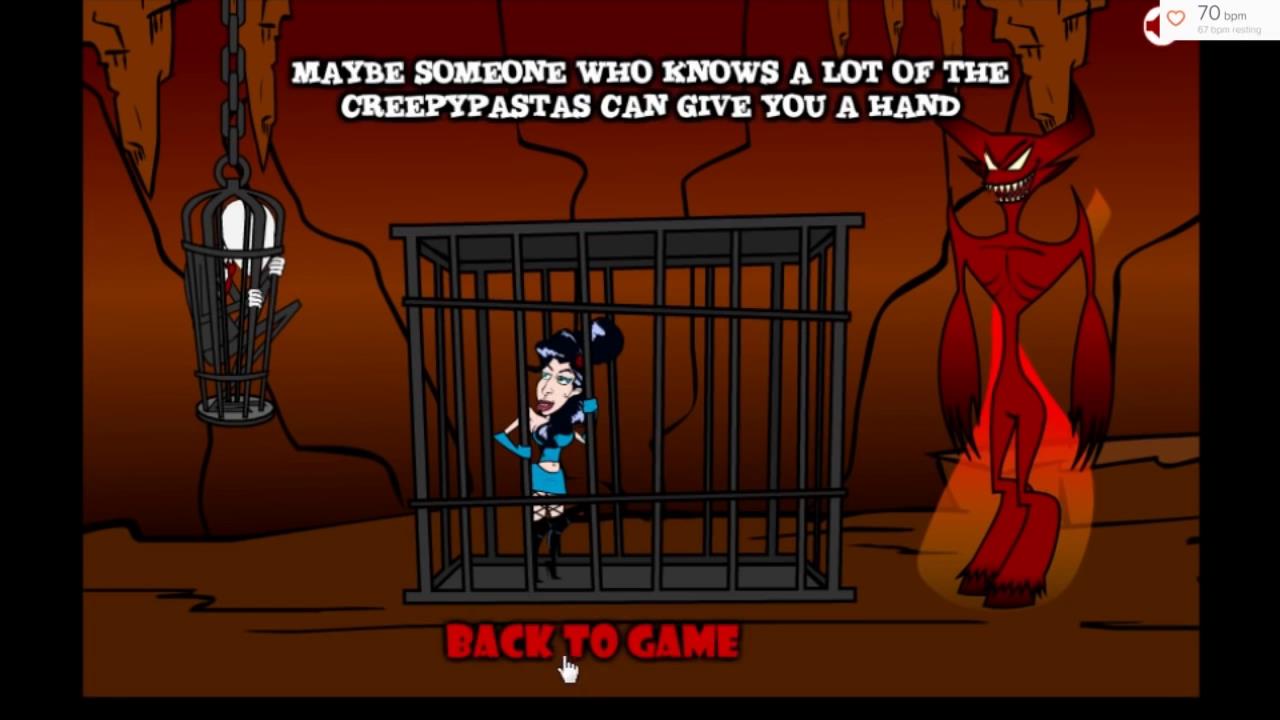 70 bpm
67 bpm resting
MAYBE SOMEONE WHO KNOWS A LOT OF THE
CREEPYPASTAS CAN GIVE YOU A HAND
BACK TO GAME